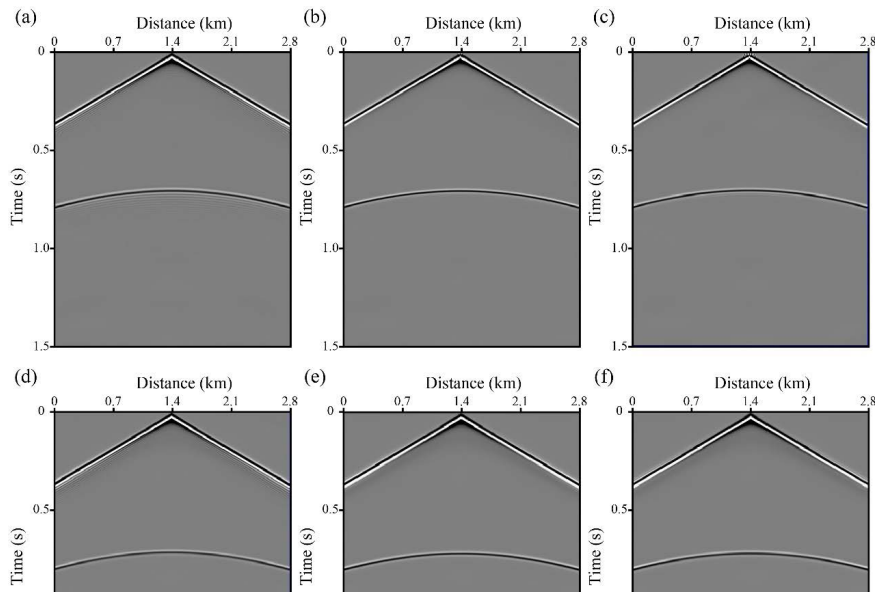 (a) (b) (c)
Distance (km) Distance (km) Distance (km)
0 0.7 1.4 2.1 2.8 0 0.7 1.4 2.1 2.8 0 0.7 1.4 2.1 2.8
0 0 0
0.5 0.5 0.5
Time (s) Time (s) Time (s)
1.0 1.0 1.0
1.5 1.5 1.5
(d) (e) (f)
Distance (km) Distance (km) Distance (km)
0 0.7 1.4 2.1 2.8 0 0.7 1.4 2.1 2.8 0 0.7 1.4 2.1 2.8
0 0 0
0.5 0.5 0.5
Time (s) Time (s) Time (s)